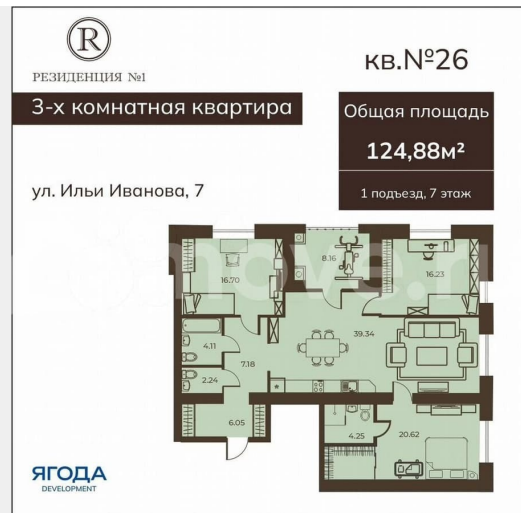 R
РЕЗИДЕНЦИЯ №1
кв.№26
3-х комнатная квартира
Общая площадь
124,88м²
1 подъезд, 7 этаж
ул. Ильи Иванова, 7
16.70
8.16
16.23
39.34
4.11
7.18
2.24
6.05
4.25
20.62
ЯГОДА
DEVELOPMENT